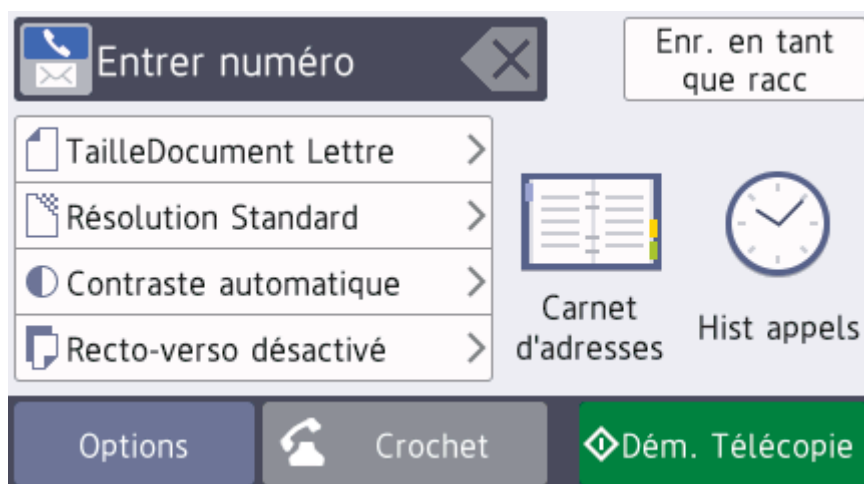 Entrer numéro
Enr. en tant
que racc
TailleDocument Lettre
Résolution Standard
Contraste automatique
Recto-verso désactivé
Carnet
d'adresses
Hist appels
Options
Crochet
Dém. Télécopie